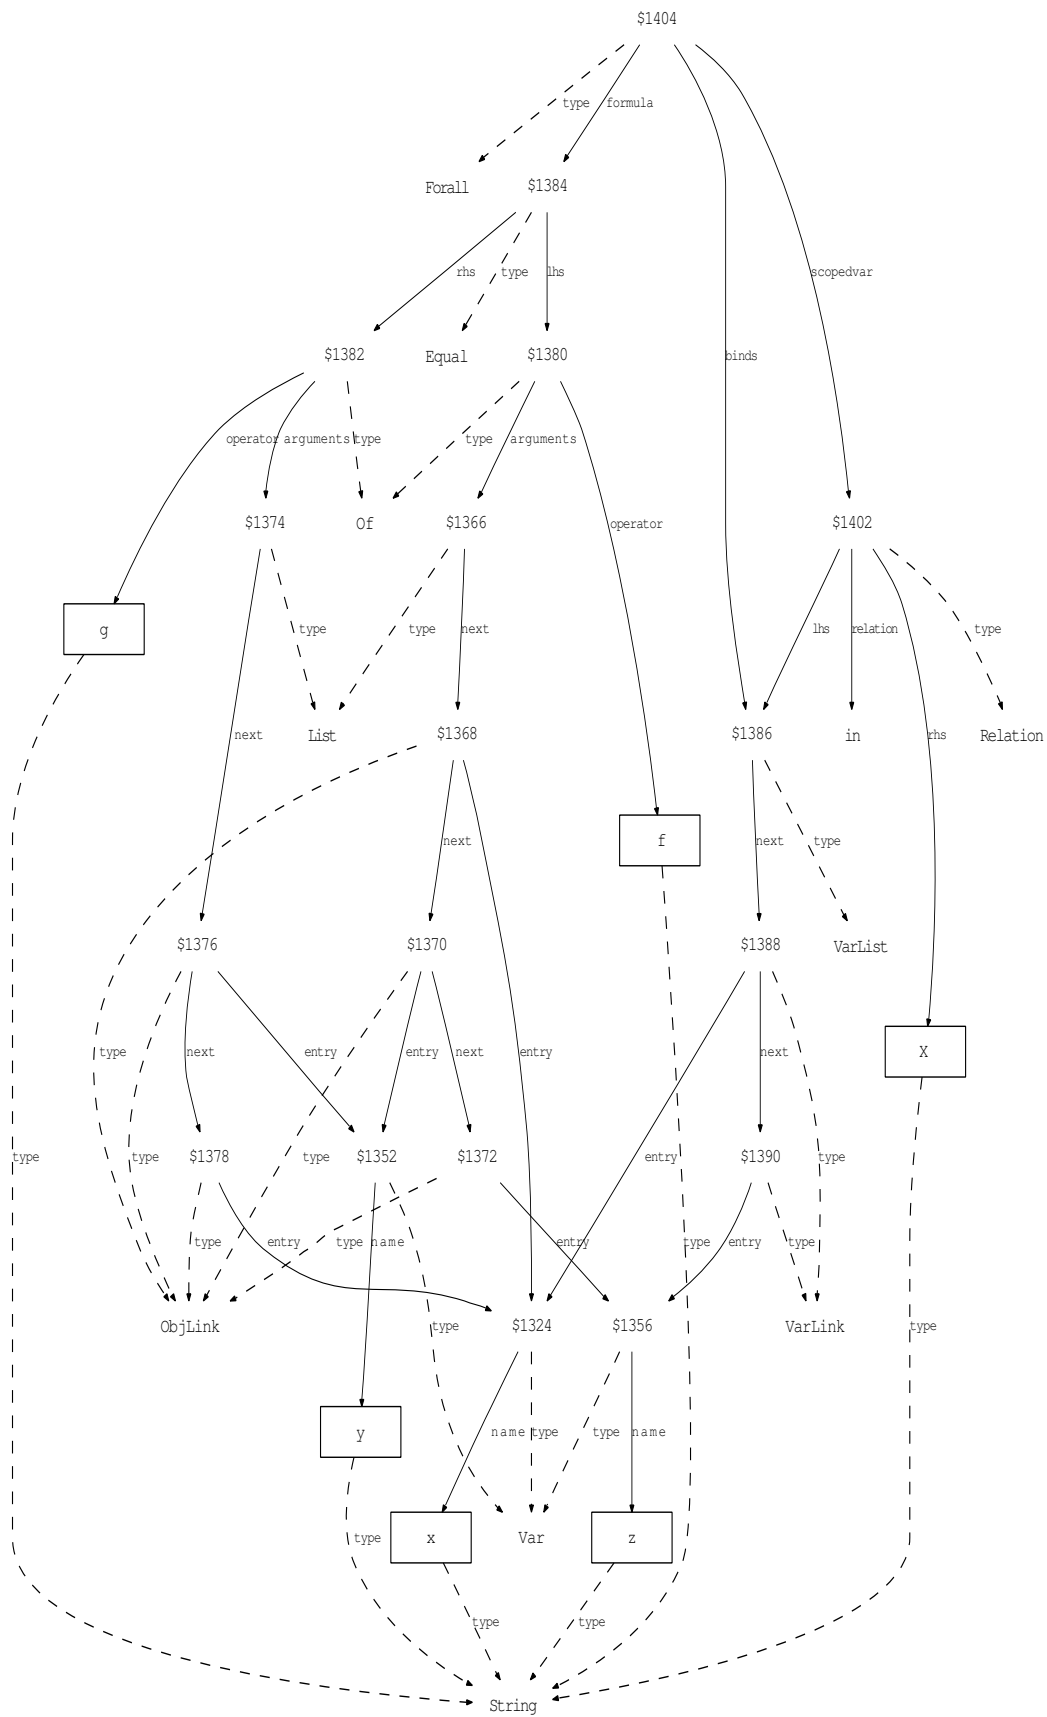 $1404
type formula
Forall $1384
rhs type lhs scopedvar
$1382 Equal $1380 binds
operator arguments type type arguments
$1374 Of $1366 operator $1402
g type type next lhs relation type
next List $1368 $1386 in rhs Relation
next f next type
$1376 $1370 $1388 VarList
type next entry entry next entry next X
type type $1378 type $1352 $1372 entry $1390 type
type entry type name entry type entry type
ObjLink type $1324 $1356 VarLink type
y name type type name
type x Var z
type type
String